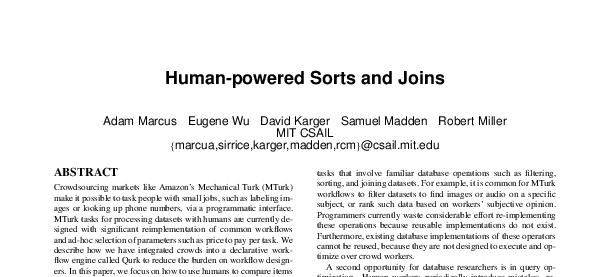 Human-powered Sorts and Joins
Adam Marcus Eugene Wu David Karger Samuel Madden Robert Miller
MIT CSAIL
{marcua,sirrice,karger,madden,rcm}@csail.mit.edu
ABSTRACT
Crowdsourcing markets like Amazon's Mechanical Turk (MTurk)
make it possible to task people with small jobs, such as labeling im-
ages or looking up phone numbers, via a programmatic interface.
MTurk tasks for processing datasets with humans are currently de-
signed with significant reimplementation of common workflows
and ad-hoc selection of parameters such as price to pay per task. We
describe how we have integrated crowds into a declarative work-
flow engine called Qurk to reduce the burden on workflow design-
ers. In this paper, we focus on how to use humans to compare items
tasks that involve familiar database operations such as filtering,
sorting, and joining datasets. For example, it is common for MTurk
workflows to filter datasets to find images or audio on a specific
subject, or rank such data based on workers' subjective opinion.
Programmers currently waste considerable effort re-implementing
these operations because reusable implementations do not exist.
Furthermore, existing database implementations of these operators
cannot be reused, because they are not designed to execute and op-
timize over crowd workers.
A second opportunity for database researchers is in query op-